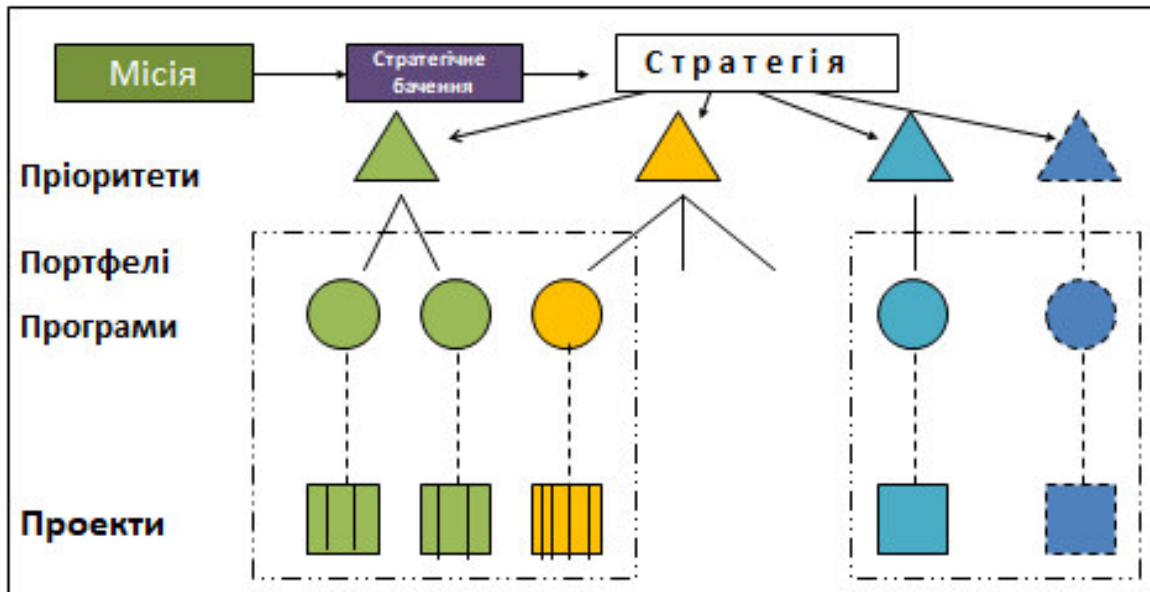 Місія
Стратегічне
бачення
Стратегія
Пріоритети
Портфелі
Програми
Проекти